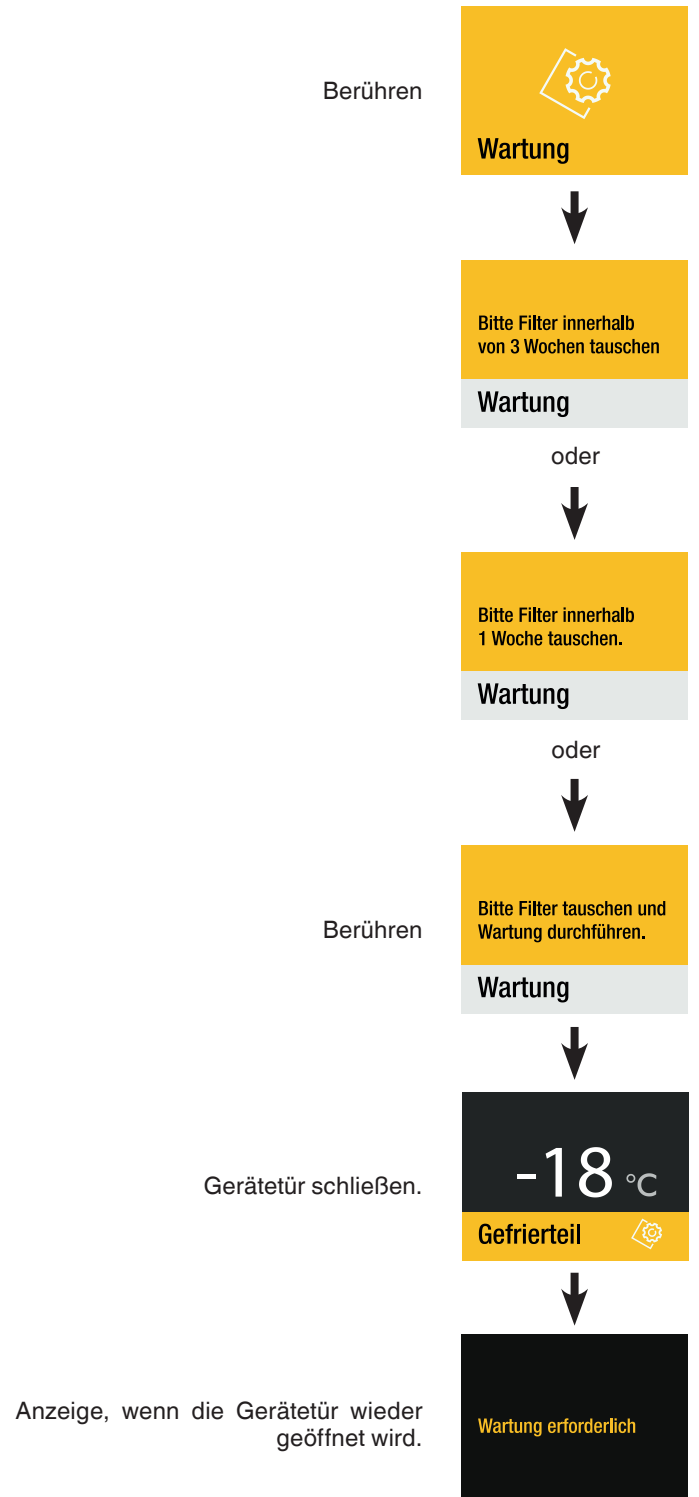 Berühren
Wartung
Bitte Filter innerhalb
von 3 Wochen tauschen
Wartung
oder
Bitte Filter innerhalb
1 Woche tauschen.
Wartung
oder
Berühren
Bitte Filter tauschen und
Wartung durchführen.
Wartung
Gerätetür schließen.
-18 °C
Gefrierteil
Anzeige, wenn die Gerätetür wieder
geöffnet wird.
Wartung erforderlich